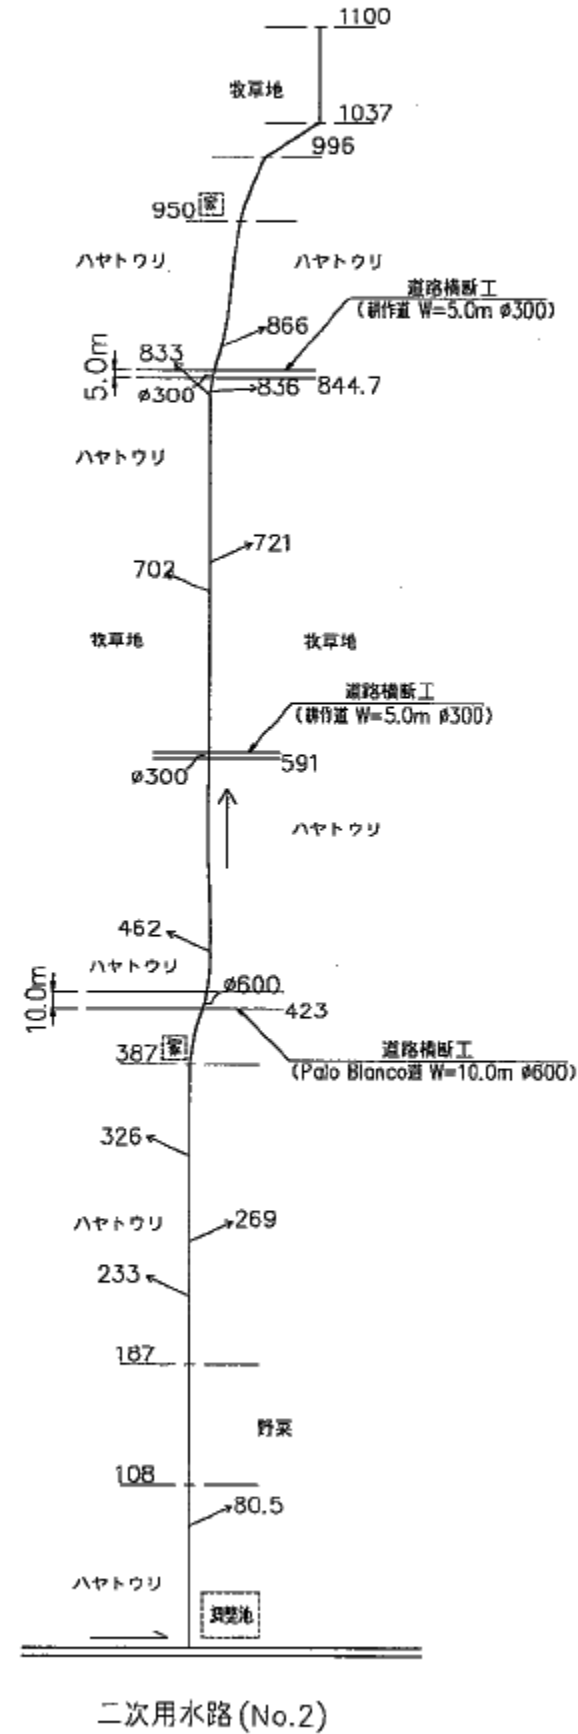 1100
牧草地
1037
996
950 家
ハヤトウリ ハヤトウリ
道路横断工
(耕作道 W=5.0m ø300)
866
833
5.0m
ø300 836 844.7
ハヤトウリ
721
702
牧草地 牧草地
道路横断工
(耕作道 W=5.0m ø300)
591
ø300
ハヤトウリ
462
ハヤトウリ
ø600
10.0m
423
387 家
道路横断工
(Palo Blanco道 W=10.0m ø600)
326
ハヤトウリ 269
233
187
野菜
108
80.5
ハヤトウリ
調整池
二次用水路(No.2)